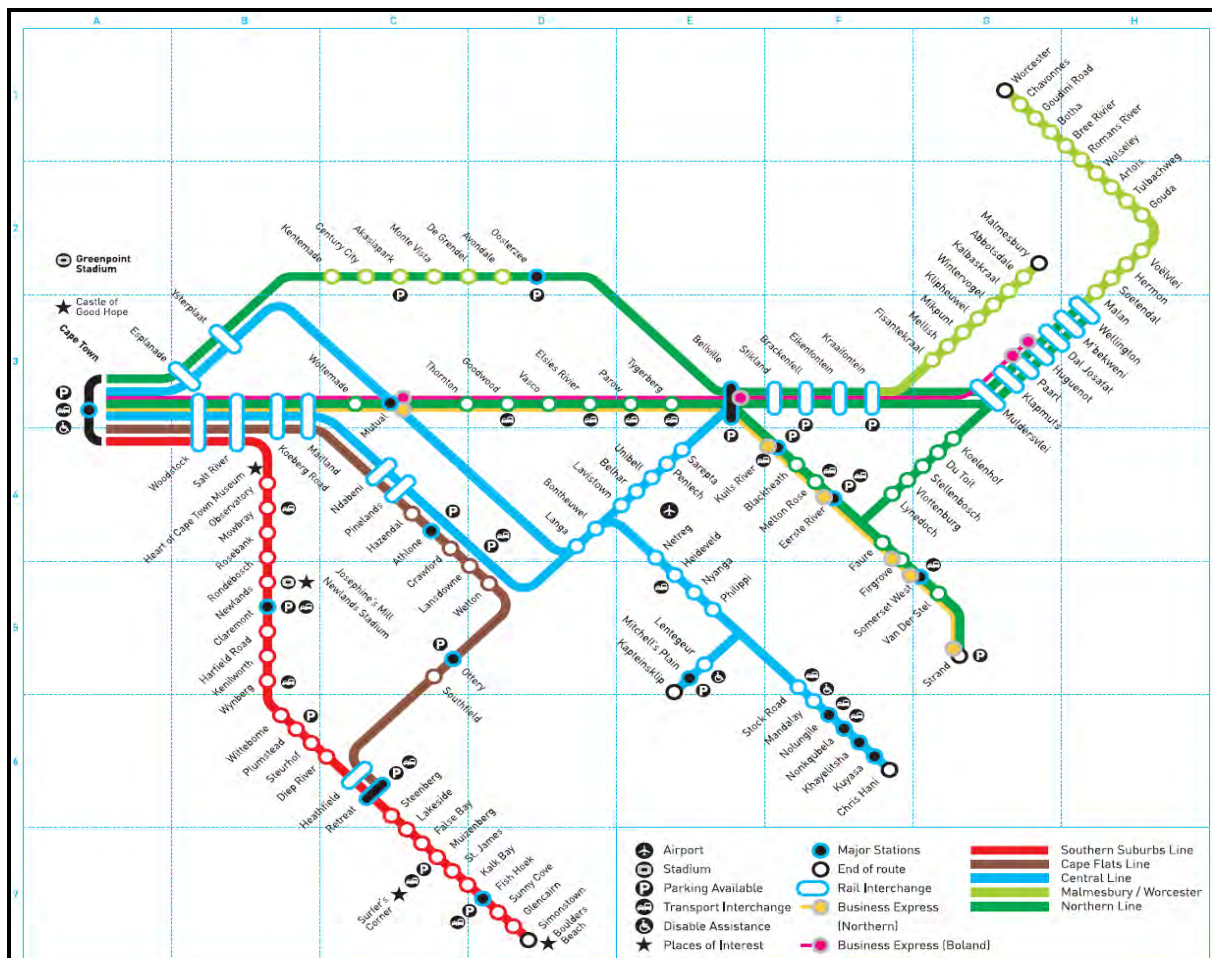 A
B
C
D
E
F
G
H
1
2
3
4
5
6
7
Greenpoint
Stadium
Castle of
Good Hope
Cape Town
Esplanade
Ysterplaat
Kentemade
Century City
Akasiapark
Monte Vista
De Grendel
Avondale
Oosterzee
P
P
Woltemade
Mutual
Thornton
Goodwood
Vasco
Elsies Rivier
Parow
Tygerberg
Bellville
Stikland
Brackenfell
Eikenfontein
Kraaifontein
Fisantekraal
Mellish
Mikpunt
Klipheuwel
Wintervogel
Kalbaskraal
Abbotsdale
Malmesbury
Worcester
Chavonnes
Goudini Road
Botha
Bree Rivier
Romans River
Wolseley
Artois
Tulbachweg
Gouda
Voëlvlei
Hermon
Soetendal
Malan
Wellington
M'bekweni
Dal Josafat
Huguenot
Paarl
Klapmuts
Muldersvlei
Koelenhof
Du Toit
Stellenbosch
Vlottenburg
Lynedoch
P
P
P
P
P
Woodstock
Salt River
Koeberg Road
Maitland
Ndabeni
Pinelands
Hazendal
Athlone
Crawford
Lansdowne
Wetton
Ottery
Southfield
P
P
P
Heart of Cape Town Museum
Observatory
Mowbray
Rosebank
Rondebosch
Newlands
Claremont
Harfield Road
Kenilworth
Wynberg
Josephine's Mill
Newlands Stadium
P
Wittebome
Plumstead
Steurhof
Diep River
Heathfield
Retreat
P
P
Steenberg
Lakeside
False Bay
Muizenberg
St. James
Kalk Bay
Fish Hoek
Sunny Cove
Glencairn
Simonstown
Boulders
Beach
Surfer's
Corner
P
P
Langa
Bonteheuwel
Lavistown
Belhar
Unibell
Pentech
Sarepta
Netreg
Heideveld
Nyanga
Philippi
Lentegeur
Mitchell's Plain
Kapteinsklip
P
Stock Road
Mandalay
Nolungile
Nonkqubela
Khayelitsha
Kuyasa
Chris Hani
Kuils River
Blackheath
Melton Rose
Eerste River
Faure
Firgrove
Somerset West
Van Der Stel
Strand
P
P
Airport
Stadium
P Parking Available
Transport Interchange
Disable Assistance
Places of Interest
Major Stations
End of route
Rail Interchange
Business Express
(Northern)
Business Express (Boland)
Southern Suburbs Line
Cape Flats Line
Central Line
Malmesbury / Worcester
Northern Line